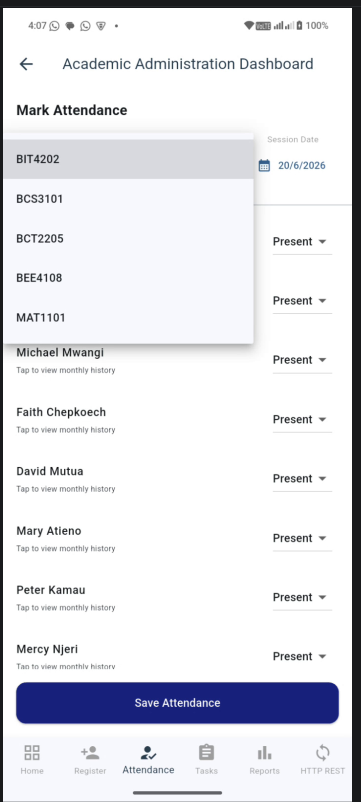 4:07 100%
Academic Administration Dashboard
Mark Attendance
Session Date
BIT4202
20/6/2026
BCS3101
BCT2205
Present
BEE4108
Present
MAT1101
Michael Mwangi
Present
Tap to view monthly history
Faith Chepkoech
Present
Tap to view monthly history
David Mutua
Present
Tap to view monthly history
Mary Atieno
Present
Tap to view monthly history
Peter Kamau
Present
Tap to view monthly history
Mercy Njeri
Present
Tap to view monthly history
Save Attendance
Home Register Attendance Tasks Reports HTTP REST